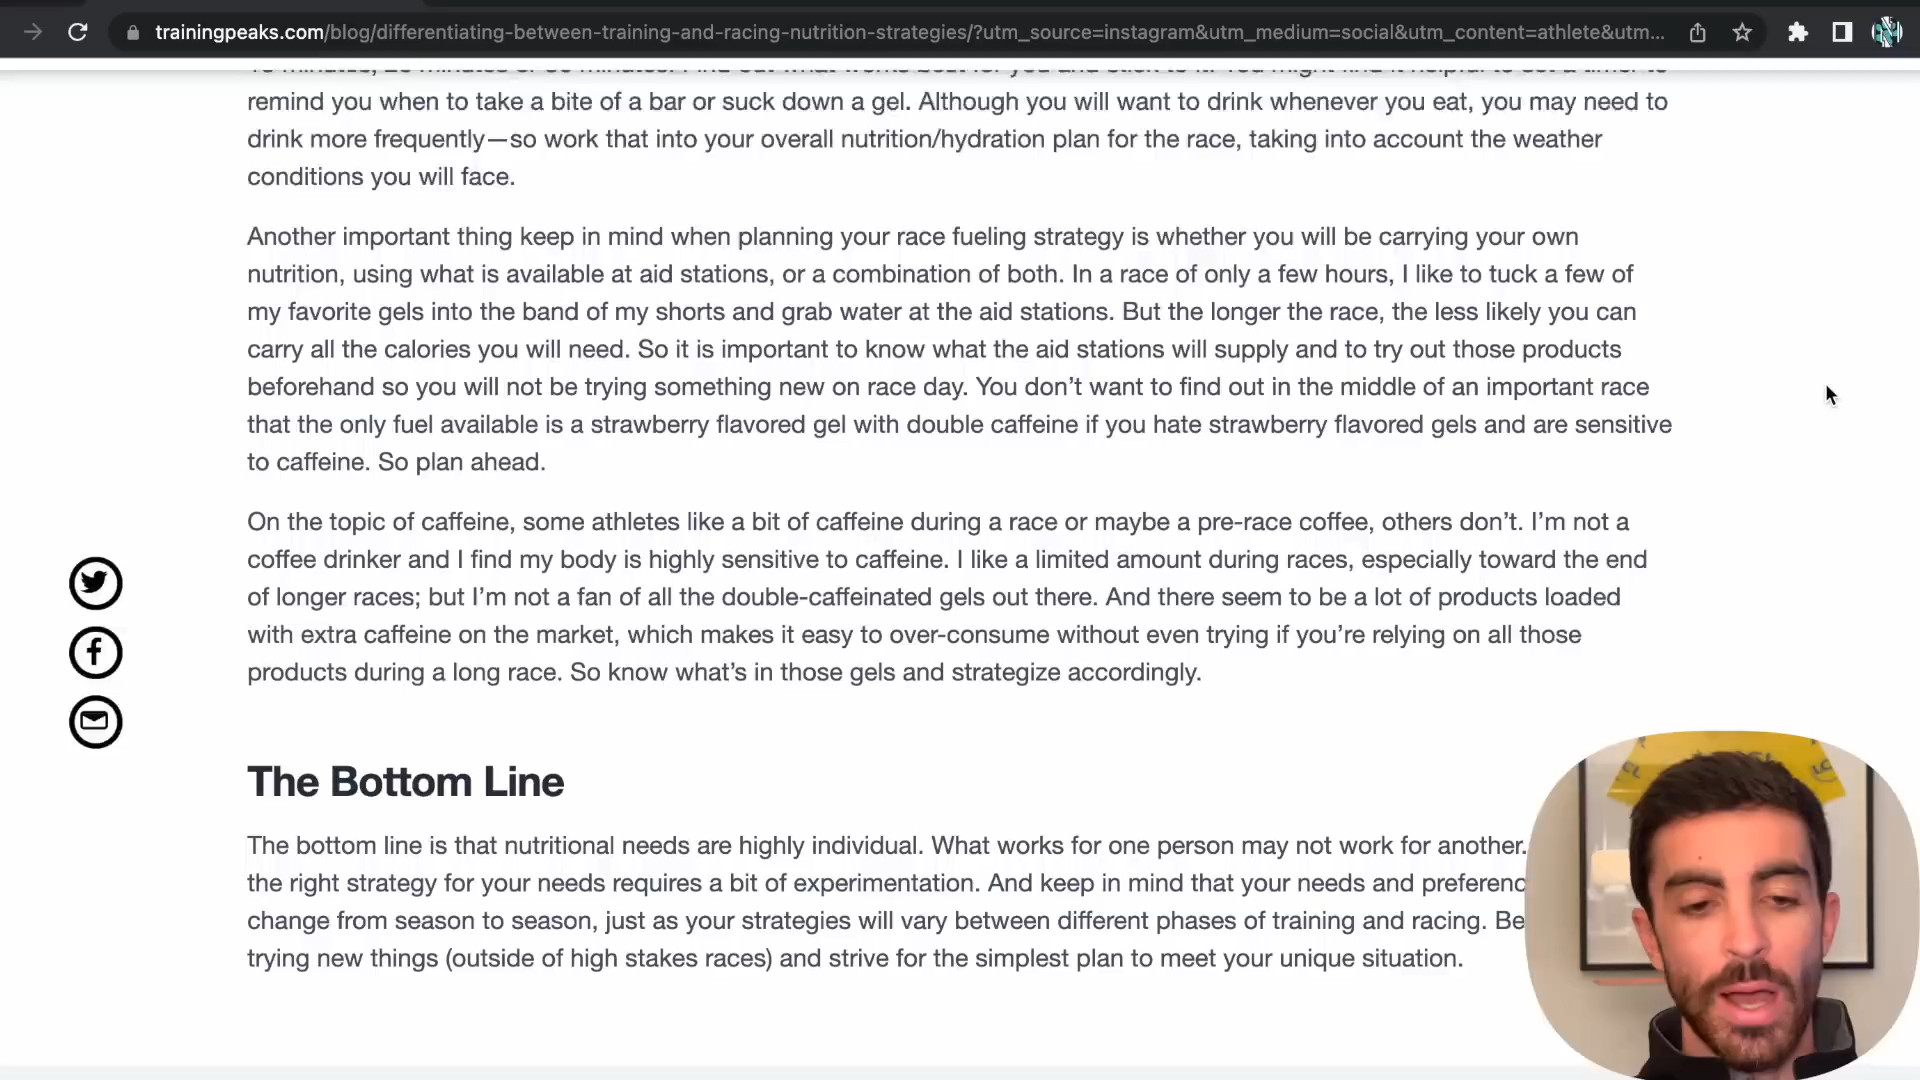 trainingpeaks.com/blog/differentiating-between-training-and-racing-nutrition-strategies/?utm_source=instagram&utm_medium=social&utm_content=athlete&utm...
remind you when to take a bite of a bar or suck down a gel. Although you will want to drink whenever you eat, you may need to
drink more frequently—so work that into your overall nutrition/hydration plan for the race, taking into account the weather
conditions you will face.
Another important thing keep in mind when planning your race fueling strategy is whether you will be carrying your own
nutrition, using what is available at aid stations, or a combination of both. In a race of only a few hours, I like to tuck a few of
my favorite gels into the band of my shorts and grab water at the aid stations. But the longer the race, the less likely you can
carry all the calories you will need. So it is important to know what the aid stations will supply and to try out those products
beforehand so you will not be trying something new on race day. You don’t want to find out in the middle of an important race
that the only fuel available is a strawberry flavored gel with double caffeine if you hate strawberry flavored gels and are sensitive
to caffeine. So plan ahead.
On the topic of caffeine, some athletes like a bit of caffeine during a race or maybe a pre-race coffee, others don’t. I’m not a
coffee drinker and I find my body is highly sensitive to caffeine. I like a limited amount during races, especially toward the end
of longer races; but I’m not a fan of all the double-caffeinated gels out there. And there seem to be a lot of products loaded
with extra caffeine on the market, which makes it easy to over-consume without even trying if you’re relying on all those
products during a long race. So know what’s in those gels and strategize accordingly.
The Bottom Line
The bottom line is that nutritional needs are highly individual. What works for one person may not work for another.
the right strategy for your needs requires a bit of experimentation. And keep in mind that your needs and preferenc
change from season to season, just as your strategies will vary between different phases of training and racing. Be
trying new things (outside of high stakes races) and strive for the simplest plan to meet your unique situation.